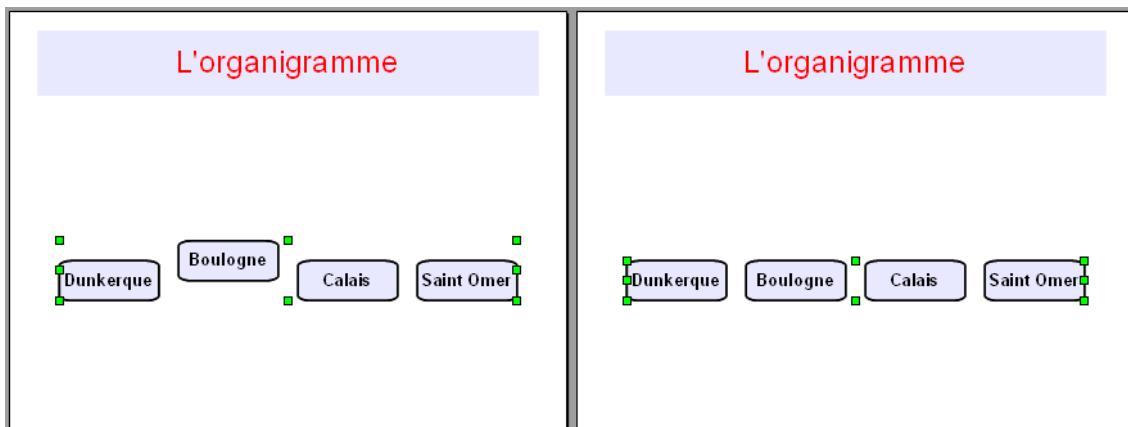 L'organigramme
Boulogne
Dunkerque
Calais
Saint Omer
L'organigramme
Dunkerque
Boulogne
Calais
Saint Omer